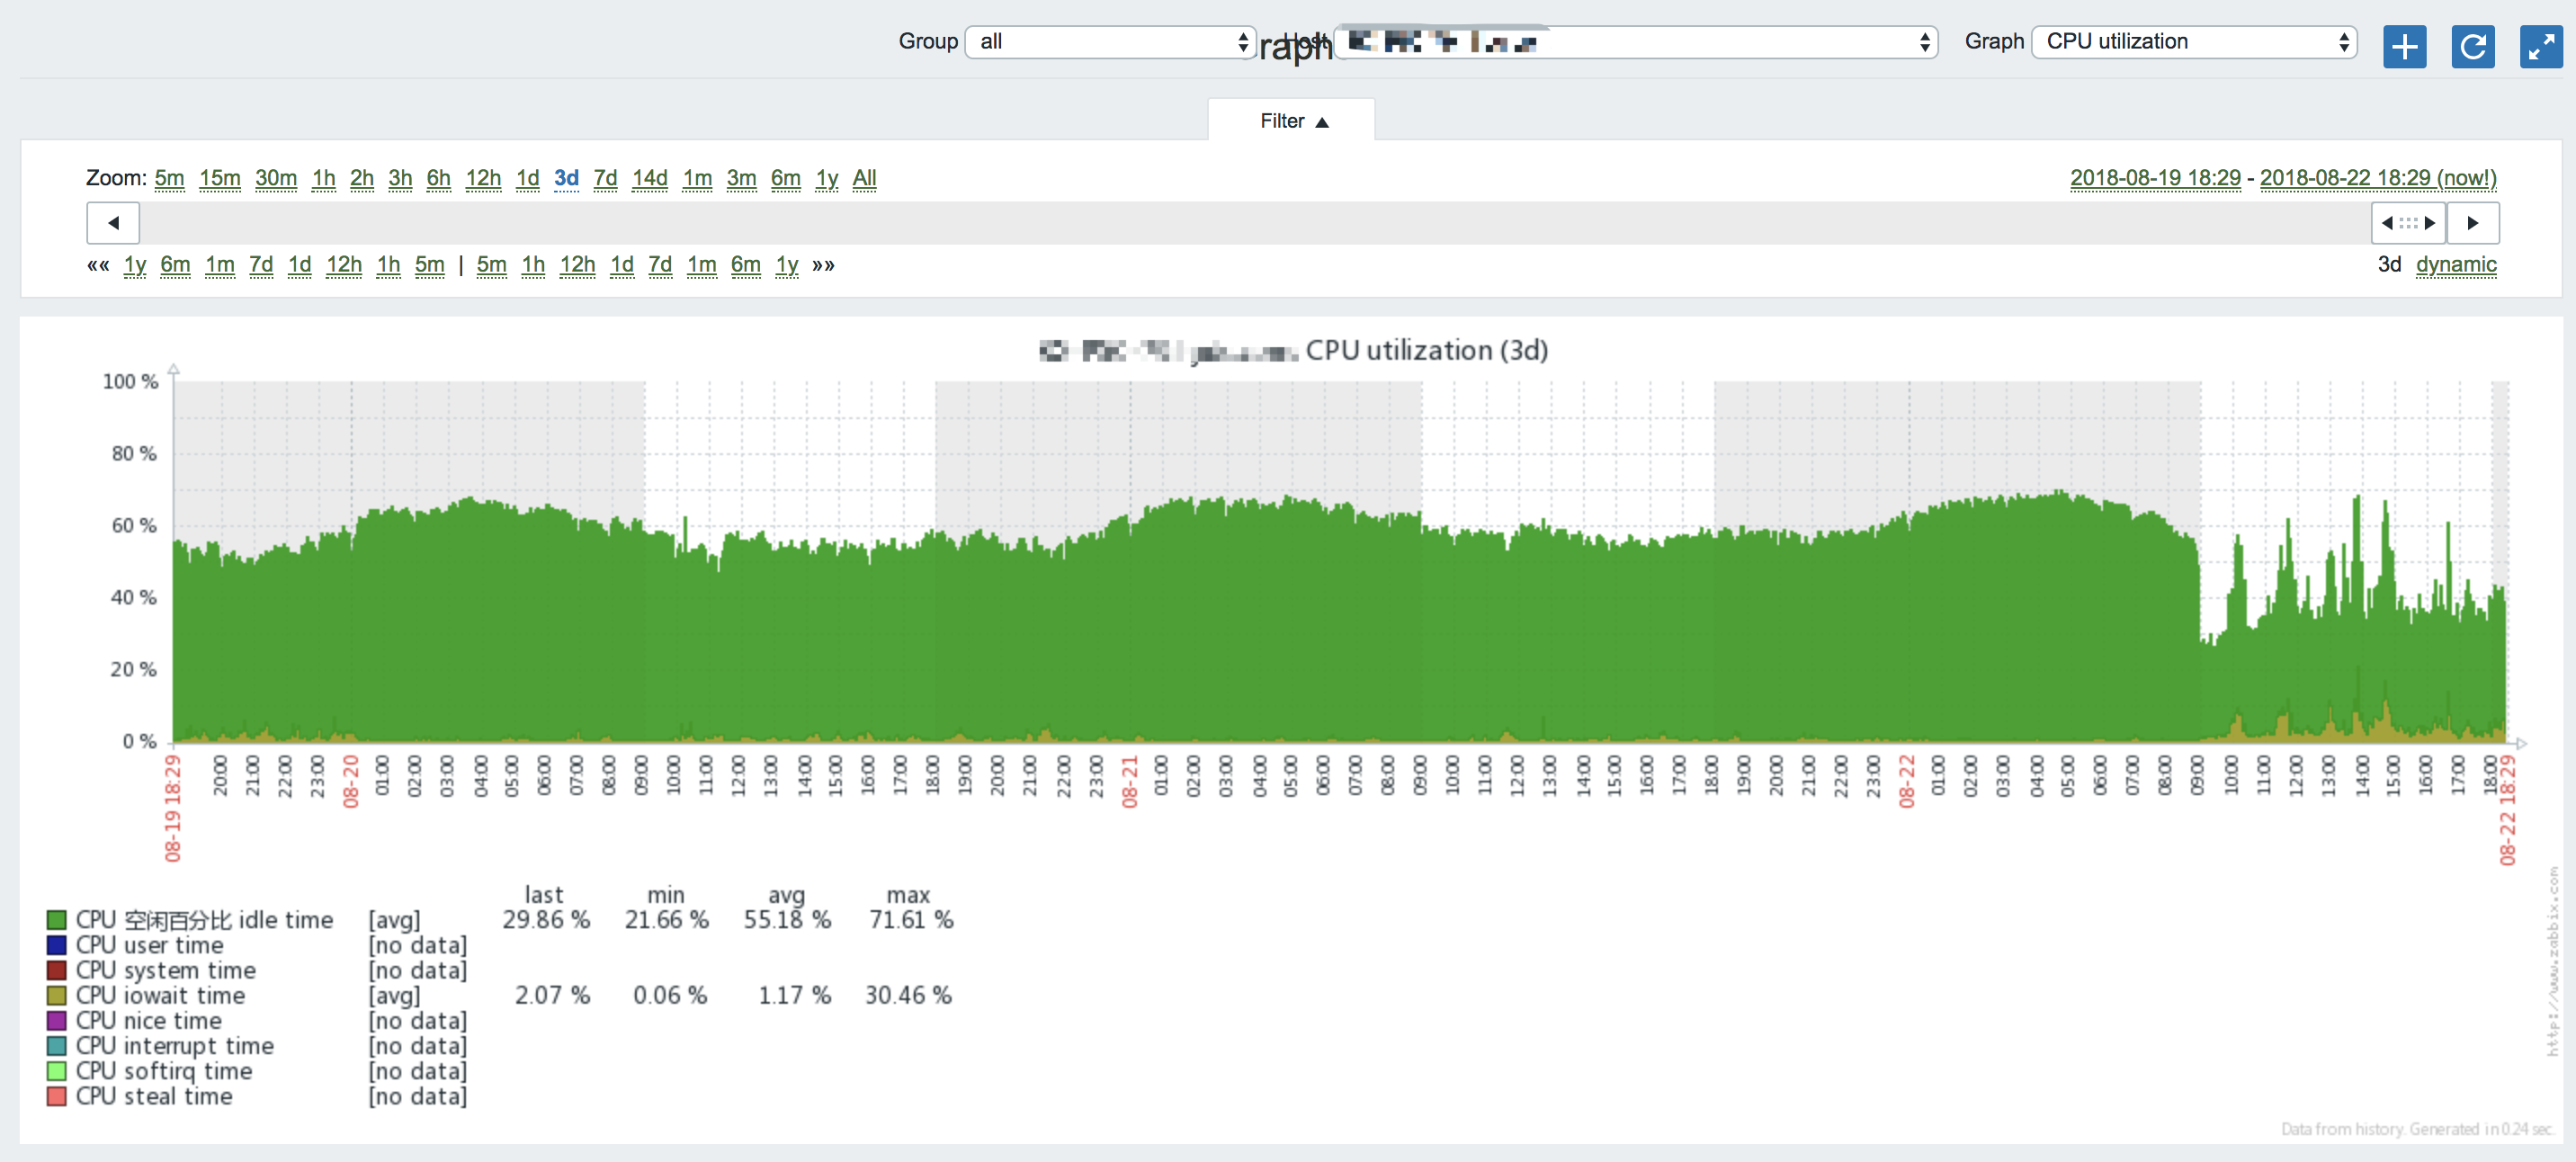 Group all raph Host Graph CPU utilization
Filter ▲
Zoom: 5m 15m 30m 1h 2h 3h 6h 12h 1d 3d 7d 14d 1m 3m 6m 1y All 2018-08-19 18:29 - 2018-08-22 18:29 (now!)
«« 1y 6m 1m 7d 1d 12h 1h 5m | 5m 1h 12h 1d 7d 1m 6m 1y »» 3d dynamic
CPU utilization (3d)
100 %
80 %
60 %
40 %
20 %
0 %
08-19 18:29 20:00 21:00 22:00 23:00 08-20 01:00 02:00 03:00 04:00 05:00 06:00 07:00 08:00 09:00 10:00 11:00 12:00 13:00 14:00 15:00 16:00 17:00 18:00 19:00 20:00 21:00 22:00 23:00 08-21 01:00 02:00 03:00 04:00 05:00 06:00 07:00 08:00 09:00 10:00 11:00 12:00 13:00 14:00 15:00 16:00 17:00 18:00 19:00 20:00 21:00 22:00 23:00 08-22 01:00 02:00 03:00 04:00 05:00 06:00 07:00 08:00 09:00 10:00 11:00 12:00 13:00 14:00 15:00 16:00 17:00 18:00 08-22 18:29
last min avg max
CPU 空闲百分比 idle time [avg] 29.86 % 21.66 % 55.18 % 71.61 %
CPU user time [no data]
CPU system time [no data]
CPU iowait time [avg] 2.07 % 0.06 % 1.17 % 30.46 %
CPU nice time [no data]
CPU interrupt time [no data]
CPU softirq time [no data]
CPU steal time [no data]
http://www.zabbix.com
Data from history. Generated in 0.24 sec.